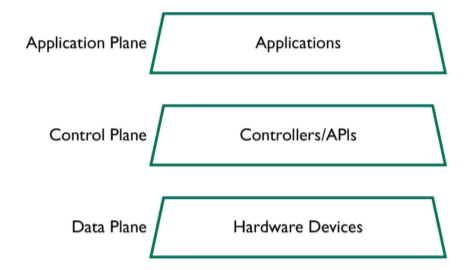 Application Plane Applications
Control Plane Controllers/APIs
Data Plane Hardware Devices